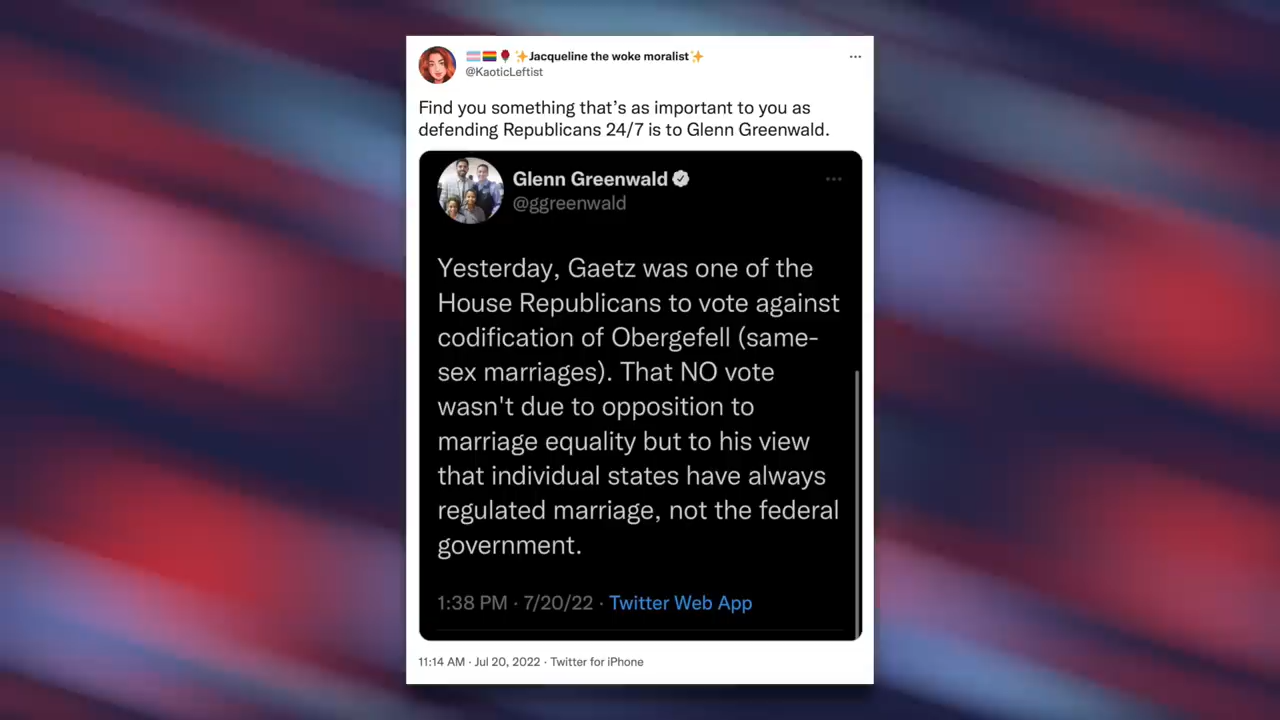 🏳️‍⚧️🏳️‍🌈🌹✨Jacqueline the woke moralist✨
@KaoticLeftist
Find you something that’s as important to you as
defending Republicans 24/7 is to Glenn Greenwald.
Glenn Greenwald
@ggreenwald
Yesterday, Gaetz was one of the
House Republicans to vote against
codification of Obergefell (same-
sex marriages). That NO vote
wasn't due to opposition to
marriage equality but to his view
that individual states have always
regulated marriage, not the federal
government.
1:38 PM · 7/20/22 · Twitter Web App
11:14 AM · Jul 20, 2022 · Twitter for iPhone